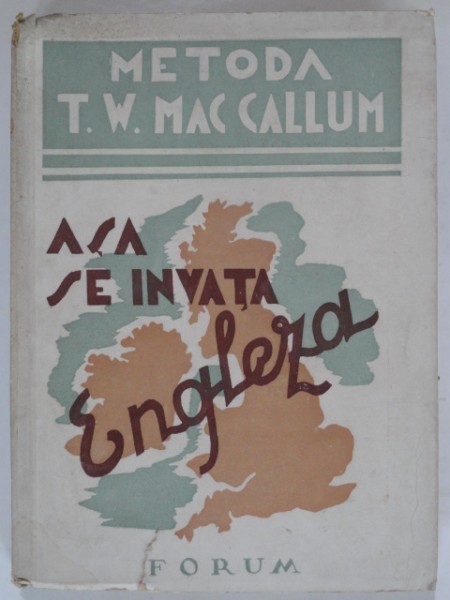 METODA
T. W. MAC CALLUM
AŞA
SE INVAŢA
Engleza
FORUM